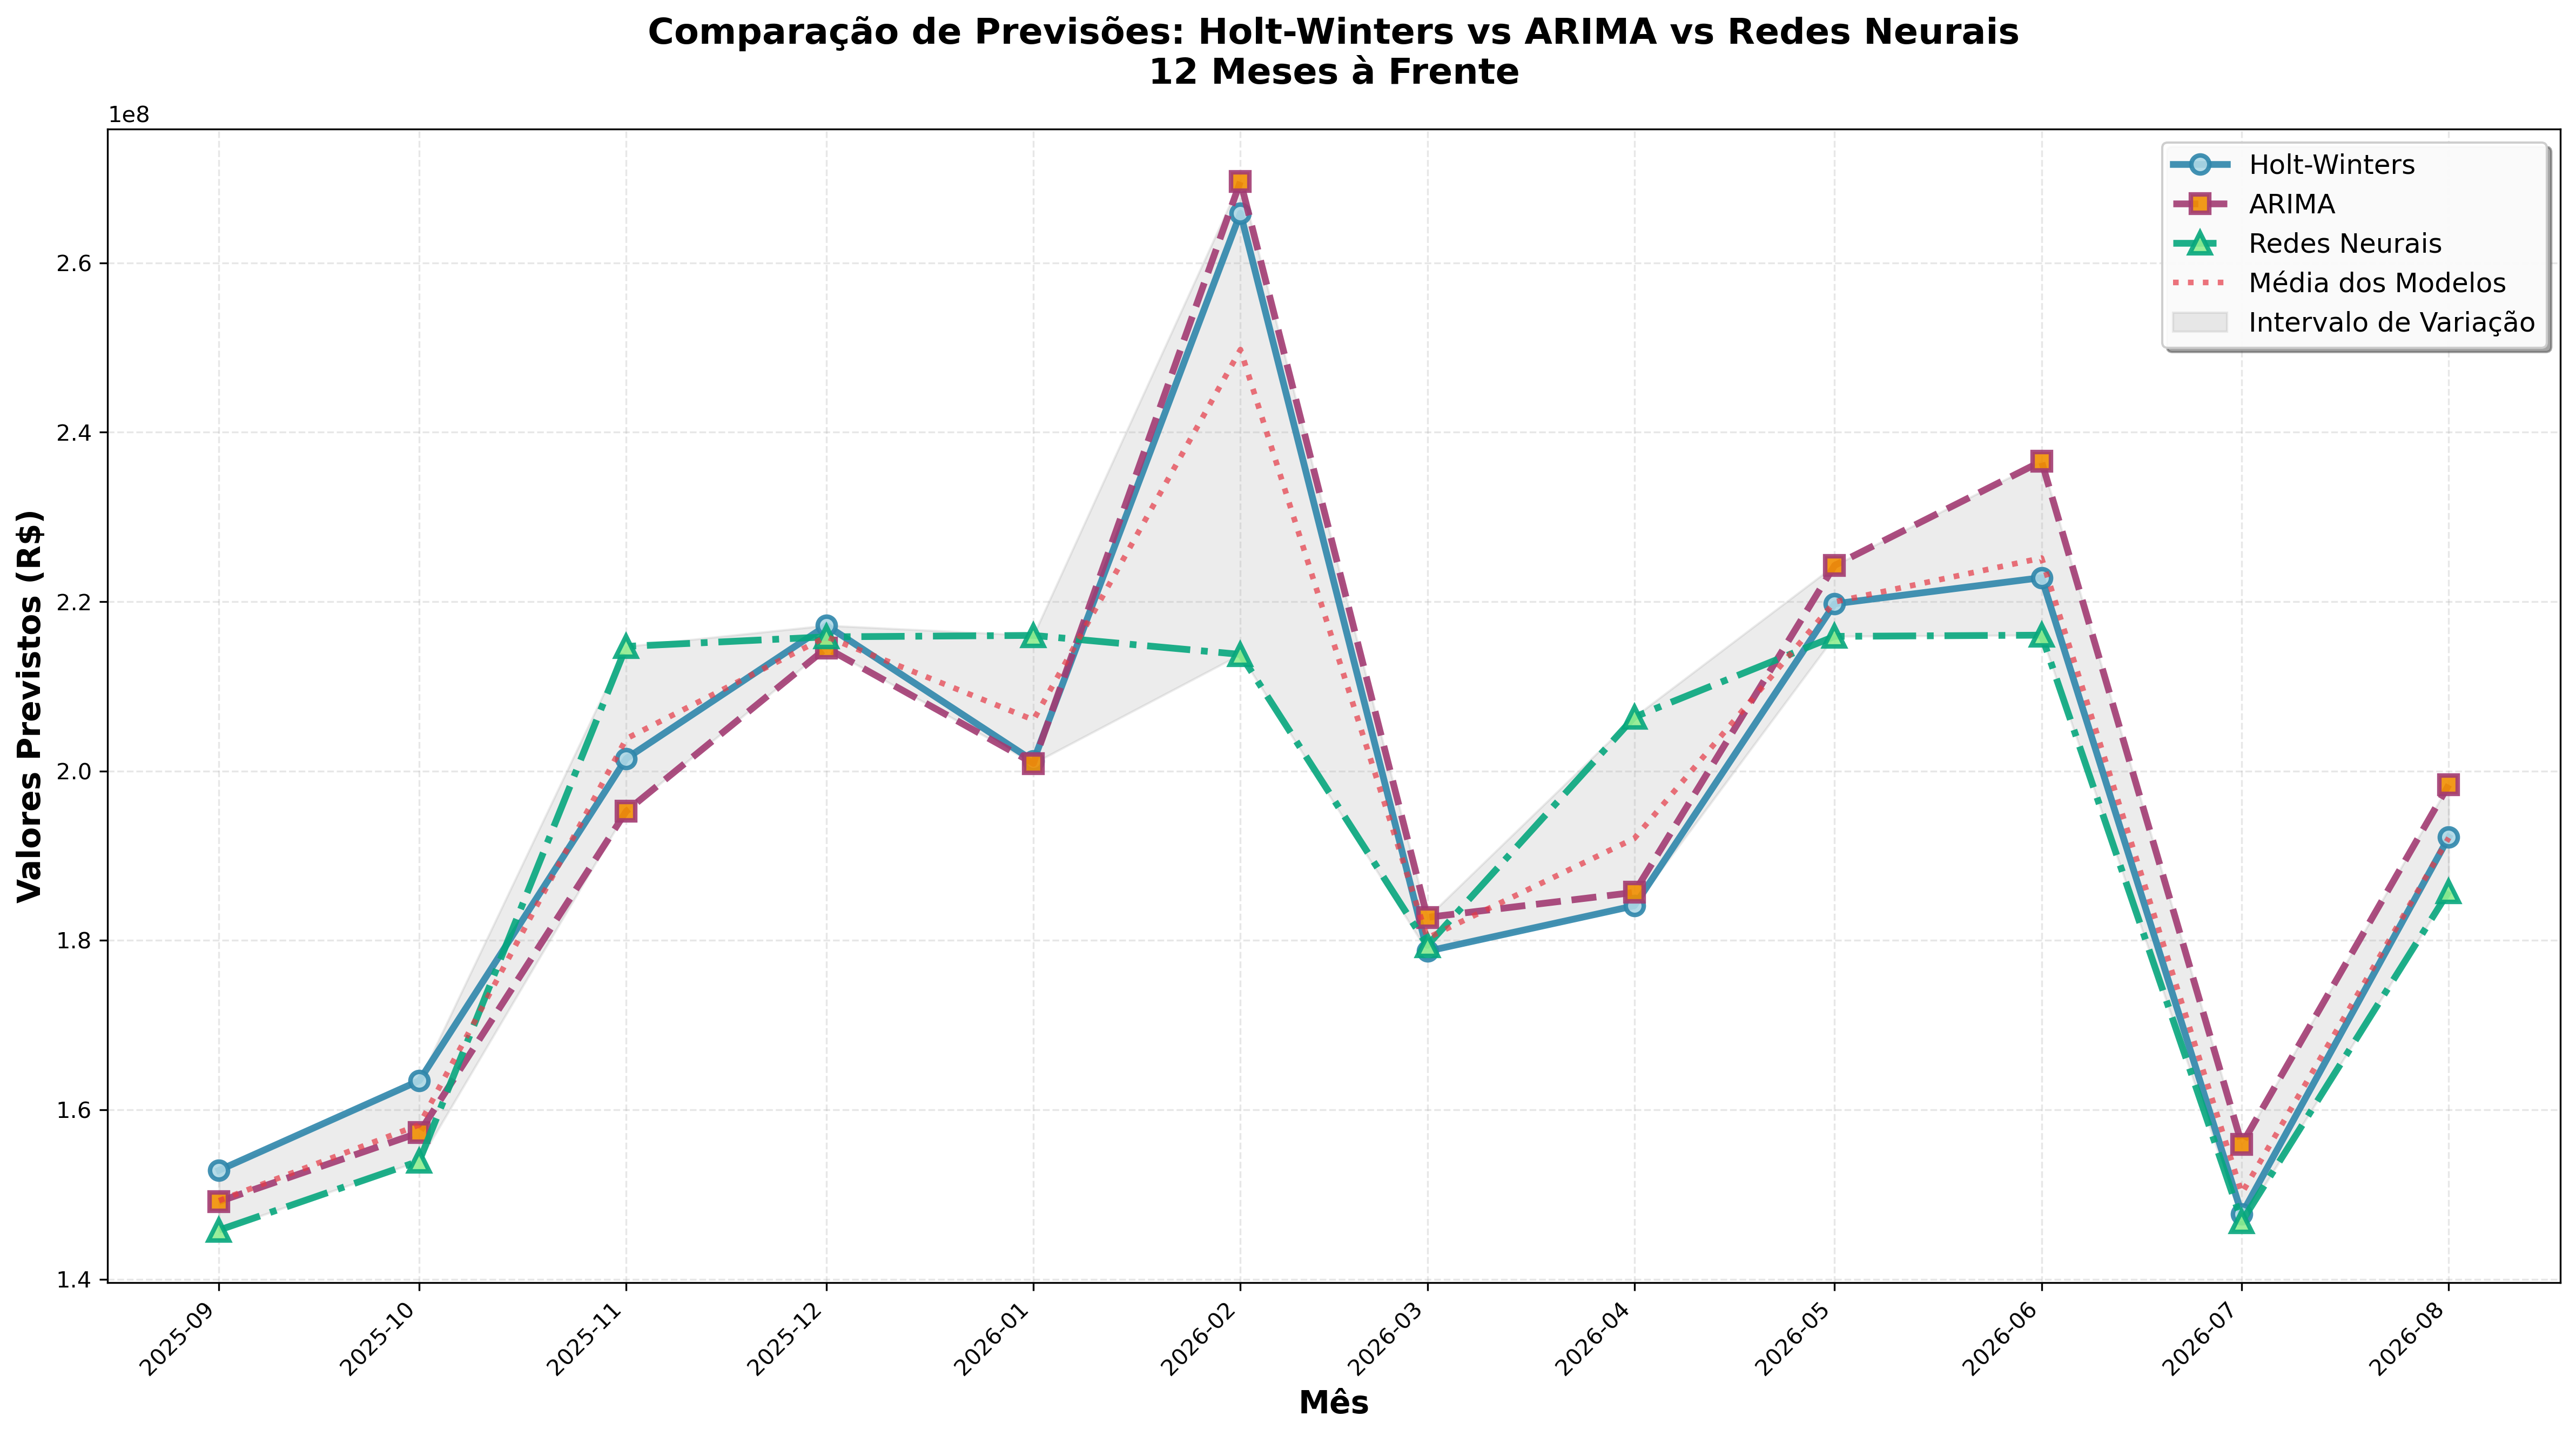 Comparação de Previsões: Holt-Winters vs ARIMA vs Redes Neurais
12 Meses à Frente
1e8
Holt-Winters
ARIMA
Redes Neurais
Média dos Modelos
Intervalo de Variação
2.6
2.4
2.2
2.0
1.8
1.6
1.4
Valores Previstos (R$)
2025-09
2025-10
2025-11
2025-12
2026-01
2026-02
2026-03
2026-04
2026-05
2026-06
2026-07
2026-08
Mês